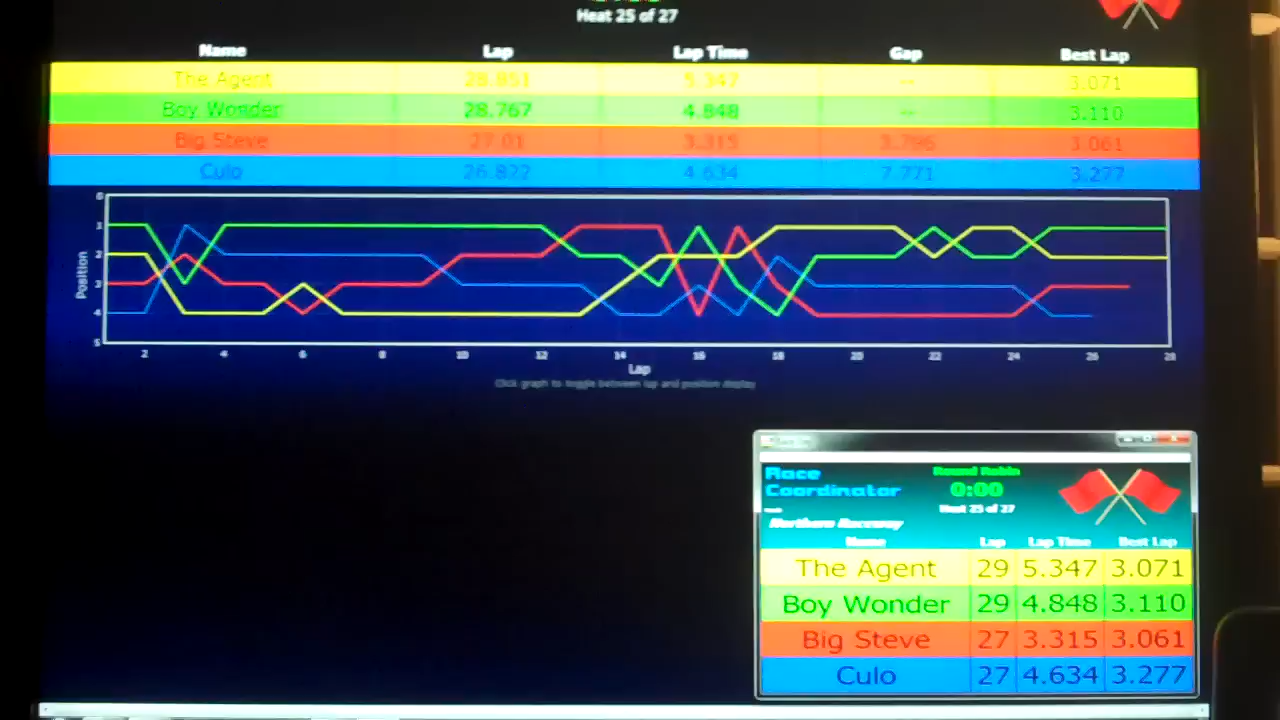 Heat 25 of 27
Name Lap Lap Time Gap Best Lap
The Agent 28.951 5.347 -- 3.071
Boy Wonder 28.767 4.848 -- 3.110
Big Steve 27.01 3.315 3.796 3.061
Culo 26.822 4.634 7.771 3.277
0
1
2
3
4
5
Position
2 4 6 8 10 12 14 16 18 20 22 24 26 28
Lap
Click graph to toggle between lap and position display
Race
Coordinator
Round Robin
0:00
Heat 25 of 27
Northern Raceway
Name Lap Lap Time Best Lap
The Agent 29 5.347 3.071
Boy Wonder 29 4.848 3.110
Big Steve 27 3.315 3.061
Culo 27 4.634 3.277